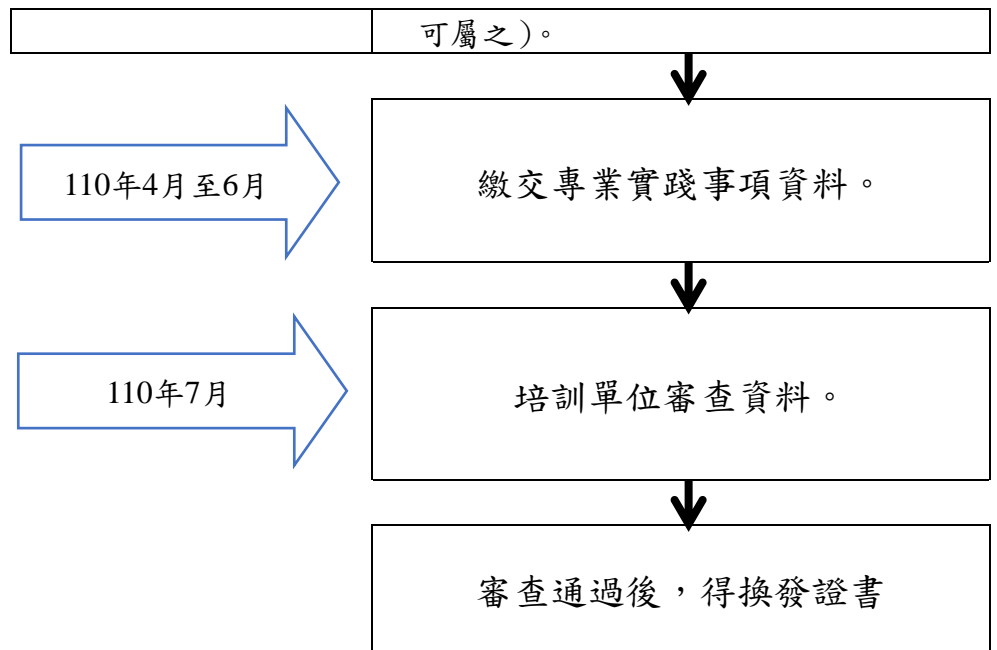 可屬之)。
110年4月至6月
繳交專業實踐事項資料。
110年7月
培訓單位審查資料。
審查通過後，得換發證書